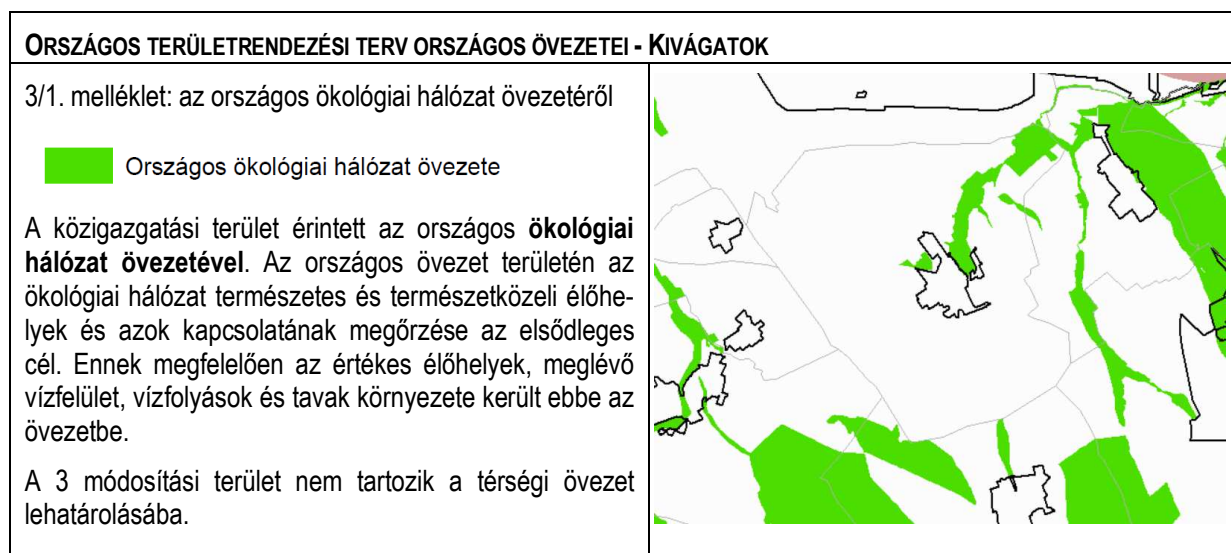 ORSZÁGOS TERÜLETRENDEZÉSI TERV ORSZÁGOS ÖVEZETEI - KIVÁGATOK
3/1. melléklet: az országos ökológiai hálózat övezetéről
Országos ökológiai hálózat övezete
A közigazgatási terület érintett az országos ökológiai
hálózat övezetével. Az országos övezet területén az
ökológiai hálózat természetes és természetközeli élőhe-
lyek és azok kapcsolatának megőrzése az elsődleges
cél. Ennek megfelelően az értékes élőhelyek, meglévő
vízfelület, vízfolyások és tavak környezete került ebbe az
övezetbe.
A 3 módosítási terület nem tartozik a térségi övezet
lehatárolásába.